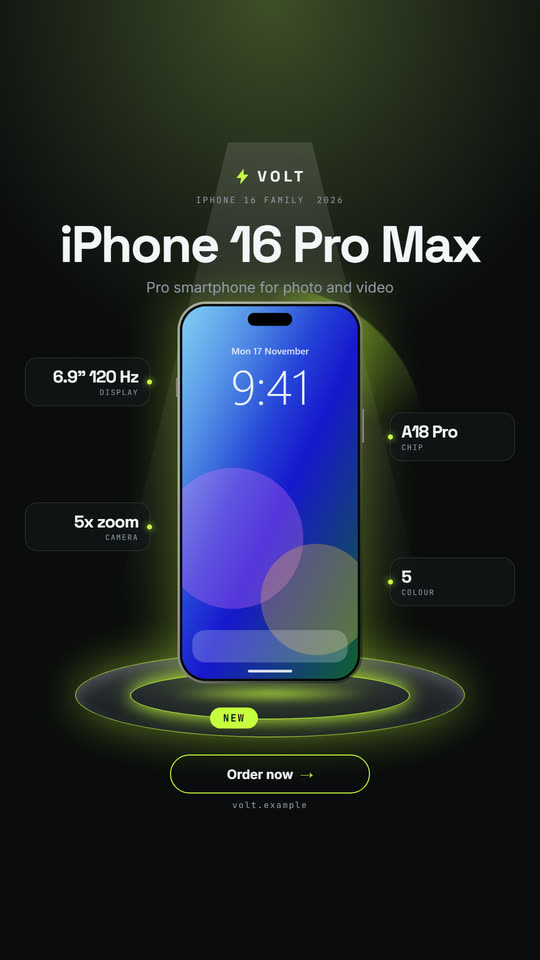 VOLT
IPHONE 16 FAMILY 2026
iPhone 16 Pro Max
Pro smartphone for photo and video
Mon 17 November
9:41
6.9” 120 Hz
DISPLAY
A18 Pro
CHIP
5x zoom
CAMERA
5
COLOUR
NEW
Order now →
volt.example